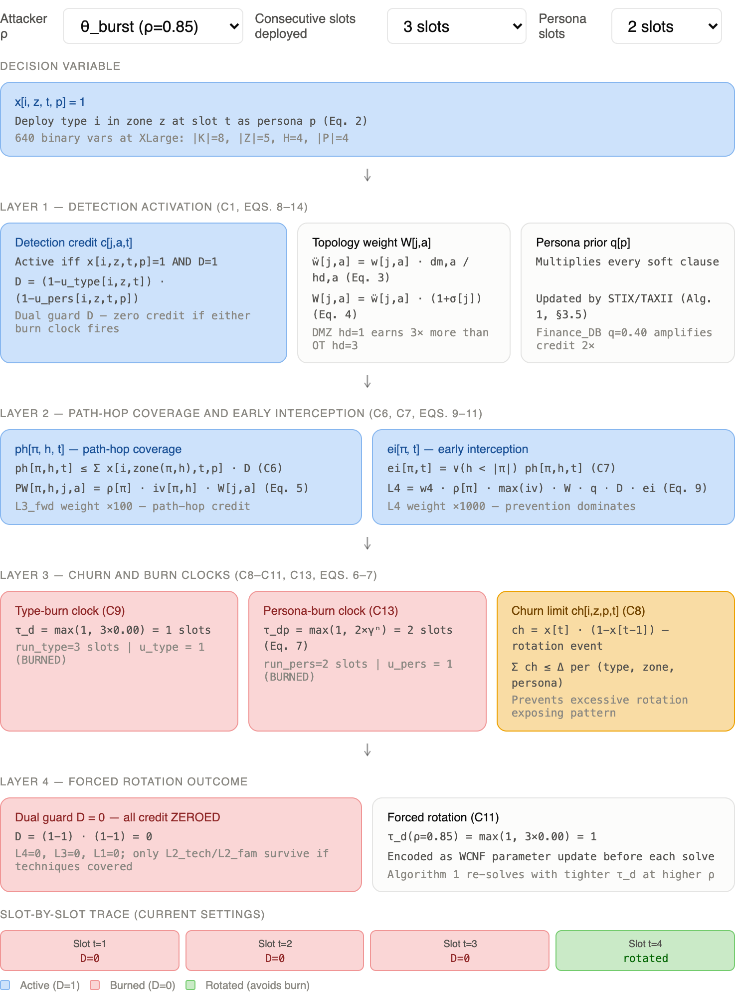 Attacker
ρ
θ_burst (ρ=0.85)
Consecutive slots
deployed
3 slots
Persona
slots
2 slots
DECISION VARIABLE
x[i, z, t, p] = 1
Deploy type i in zone z at slot t as persona p (Eq. 2)
640 binary vars at XLarge: |K|=8, |Z|=5, H=4, |P|=4
↓
LAYER 1 — DETECTION ACTIVATION (C1, EQS. 8–14)
Detection credit c[j,a,t]
Active iff x[i,z,t,p]=1 AND D=1
D = (1−u_type[i,z,t]) ·
(1−u_pers[i,z,t,p])
Dual guard D — zero credit if either
burn clock fires
Topology weight W[j,a]
ẅ[j,a] = w[j,a] · dm,a /
hd,a (Eq. 3)
W[j,a] = ẅ[j,a] · (1+σ[j])
(Eq. 4)
DMZ hd=1 earns 3× more than
OT hd=3
Persona prior q[p]
Multiplies every soft clause
Updated by STIX/TAXII (Alg.
1, §3.5)
Finance_DB q=0.40 amplifies
credit 2×
↓
LAYER 2 — PATH-HOP COVERAGE AND EARLY INTERCEPTION (C6, C7, EQS. 9–11)
ph[π, h, t] — path-hop coverage
ph[π,h,t] ≤ Σ x[i,zone(π,h),t,p] · D (C6)
PW[π,h,j,a] = ρ[π] · iv[π,h] · W[j,a] (Eq. 5)
L3_fwd weight ×100 — path-hop credit
ei[π, t] — early interception
ei[π,t] = ∨(h < |π|) ph[π,h,t] (C7)
L4 = w4 · ρ[π] · max(iv) · W · q · D · ei (Eq. 9)
L4 weight ×1000 — prevention dominates
↓
LAYER 3 — CHURN AND BURN CLOCKS (C8–C11, C13, EQS. 6–7)
Type-burn clock (C9)
τ_d = max(1, 3×0.00) = 1 slots
run_type=3 slots | u_type = 1
(BURNED)
Persona-burn clock (C13)
τ_dp = max(1, 2×γⁿ) = 2 slots
(Eq. 7)
run_pers=2 slots | u_pers = 1
(BURNED)
Churn limit ch[i,z,p,t] (C8)
ch = x[t] · (1−x[t−1]) —
rotation event
Σ ch ≤ Δ per (type, zone,
persona)
Prevents excessive rotation
exposing pattern
↓
LAYER 4 — FORCED ROTATION OUTCOME
Dual guard D = 0 — all credit ZEROED
D = (1−1) · (1−1) = 0
L4=0, L3=0, L1=0; only L2_tech/L2_fam survive if
techniques covered
Forced rotation (C11)
τ_d(ρ=0.85) = max(1, 3×0.00) = 1
Encoded as WCNF parameter update before each solve
Algorithm 1 re-solves with tighter τ_d at higher ρ
SLOT-BY-SLOT TRACE (CURRENT SETTINGS)
Slot t=1
D=0
Slot t=2
D=0
Slot t=3
D=0
Slot t=4
rotated
Active (D=1)
Burned (D=0)
Rotated (avoids burn)